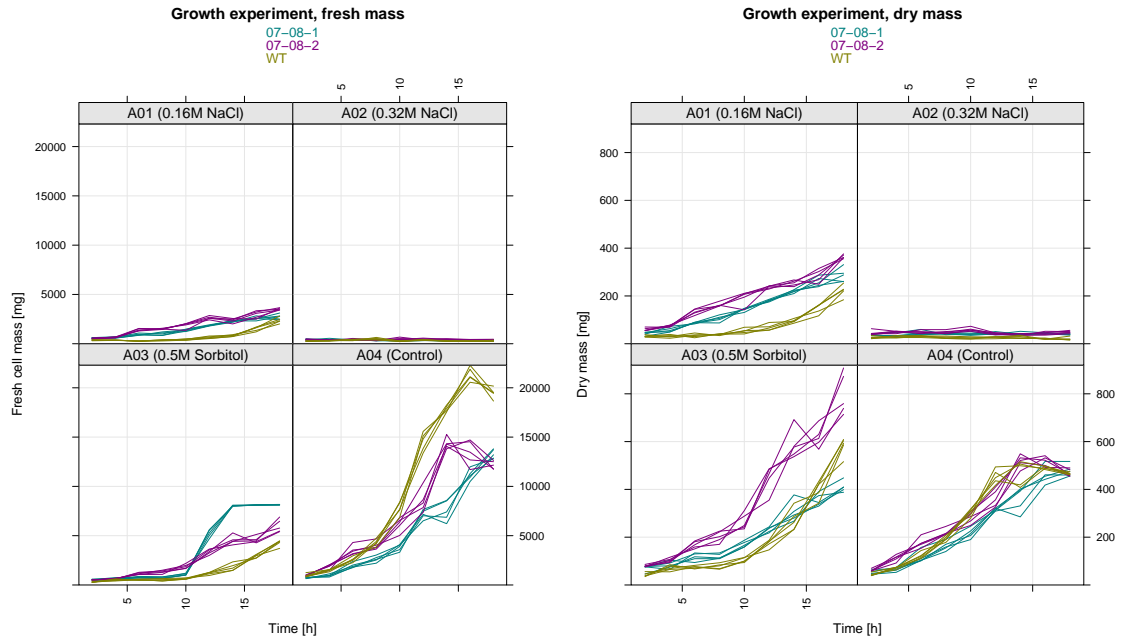 Growth experiment, fresh mass
07−08−1
07−08−2
WT
5
10
15
A01 (0.16M NaCl)
A02 (0.32M NaCl)
20000
15000
10000
5000
A03 (0.5M Sorbitol)
A04 (Control)
20000
15000
10000
5000
5
10
15
Fresh cell mass [mg]
Time [h]
Growth experiment, dry mass
07−08−1
07−08−2
WT
5
10
15
A01 (0.16M NaCl)
A02 (0.32M NaCl)
800
600
400
200
A03 (0.5M Sorbitol)
A04 (Control)
800
600
400
200
5
10
15
Dry mass [mg]
Time [h]